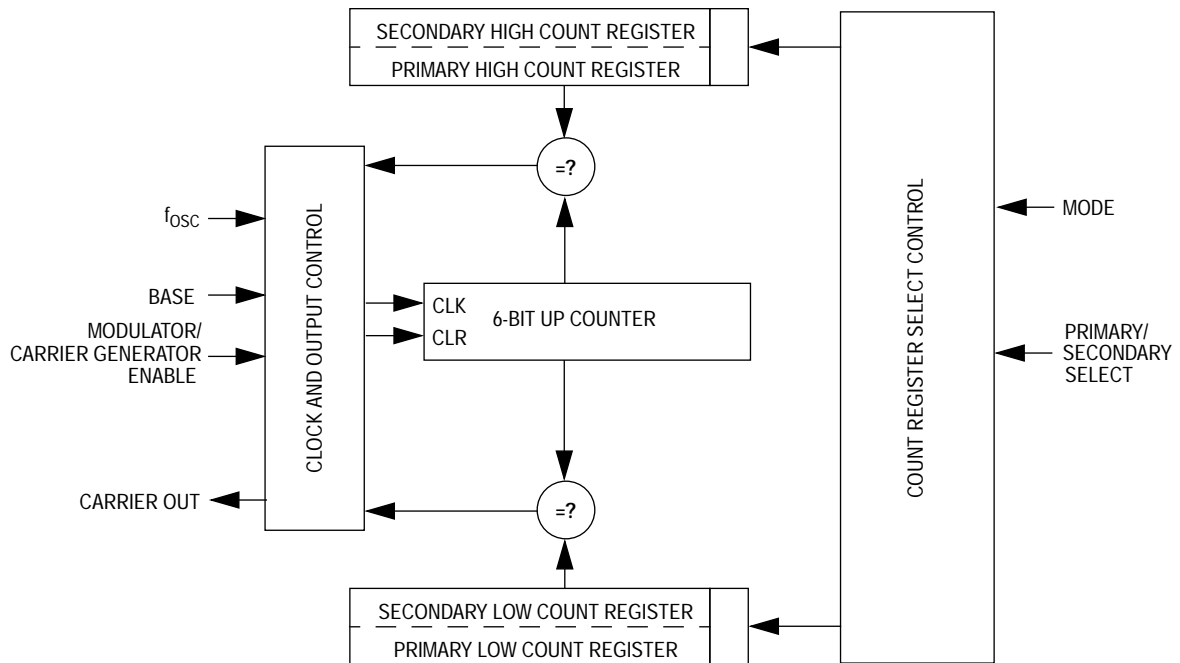 SECONDARY HIGH COUNT REGISTER
PRIMARY HIGH COUNT REGISTER
=?
fOSC
BASE
MODULATOR/
CARRIER GENERATOR
ENABLE
CARRIER OUT
CLOCK AND OUTPUT CONTROL
CLK
CLR
6-BIT UP COUNTER
=?
SECONDARY LOW COUNT REGISTER
PRIMARY LOW COUNT REGISTER
COUNT REGISTER SELECT CONTROL
MODE
PRIMARY/
SECONDARY
SELECT